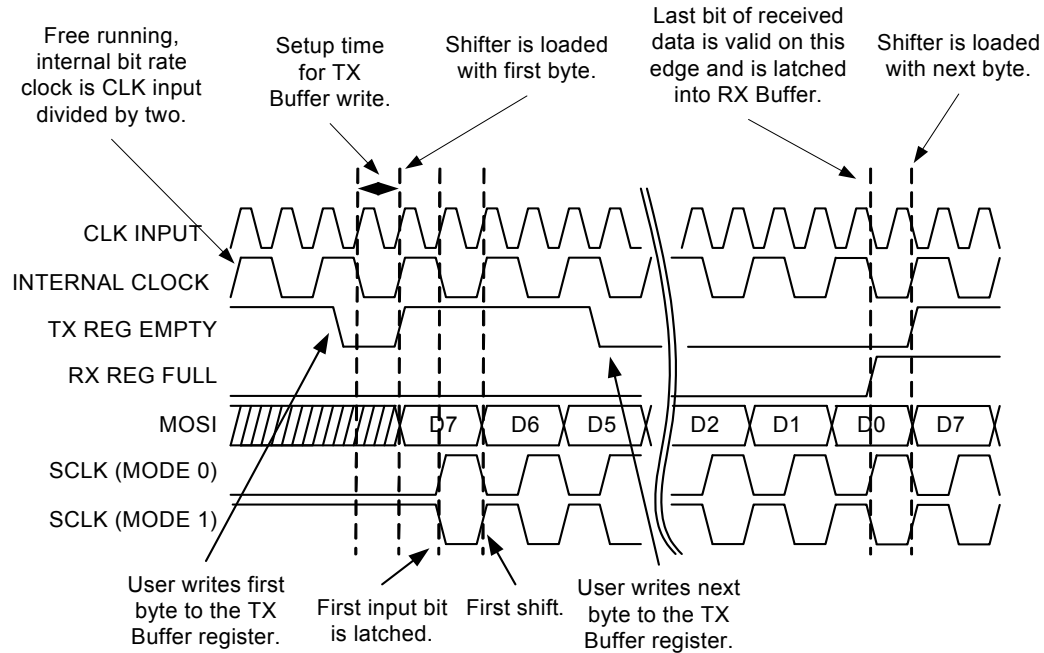 Free running,
internal bit rate
clock is CLK input
divided by two.
Setup time
for TX
Buffer write.
Shifter is loaded
with first byte.
Last bit of received
data is valid on this
edge and is latched
into RX Buffer.
Shifter is loaded
with next byte.
CLK INPUT
INTERNAL CLOCK
TX REG EMPTY
RX REG FULL
MOSI
D7
D6
D5
D2
D1
D0
D7
SCLK (MODE 0)
SCLK (MODE 1)
User writes first
byte to the TX
Buffer register.
First input bit
is latched.
First shift.
User writes next
byte to the TX
Buffer register.